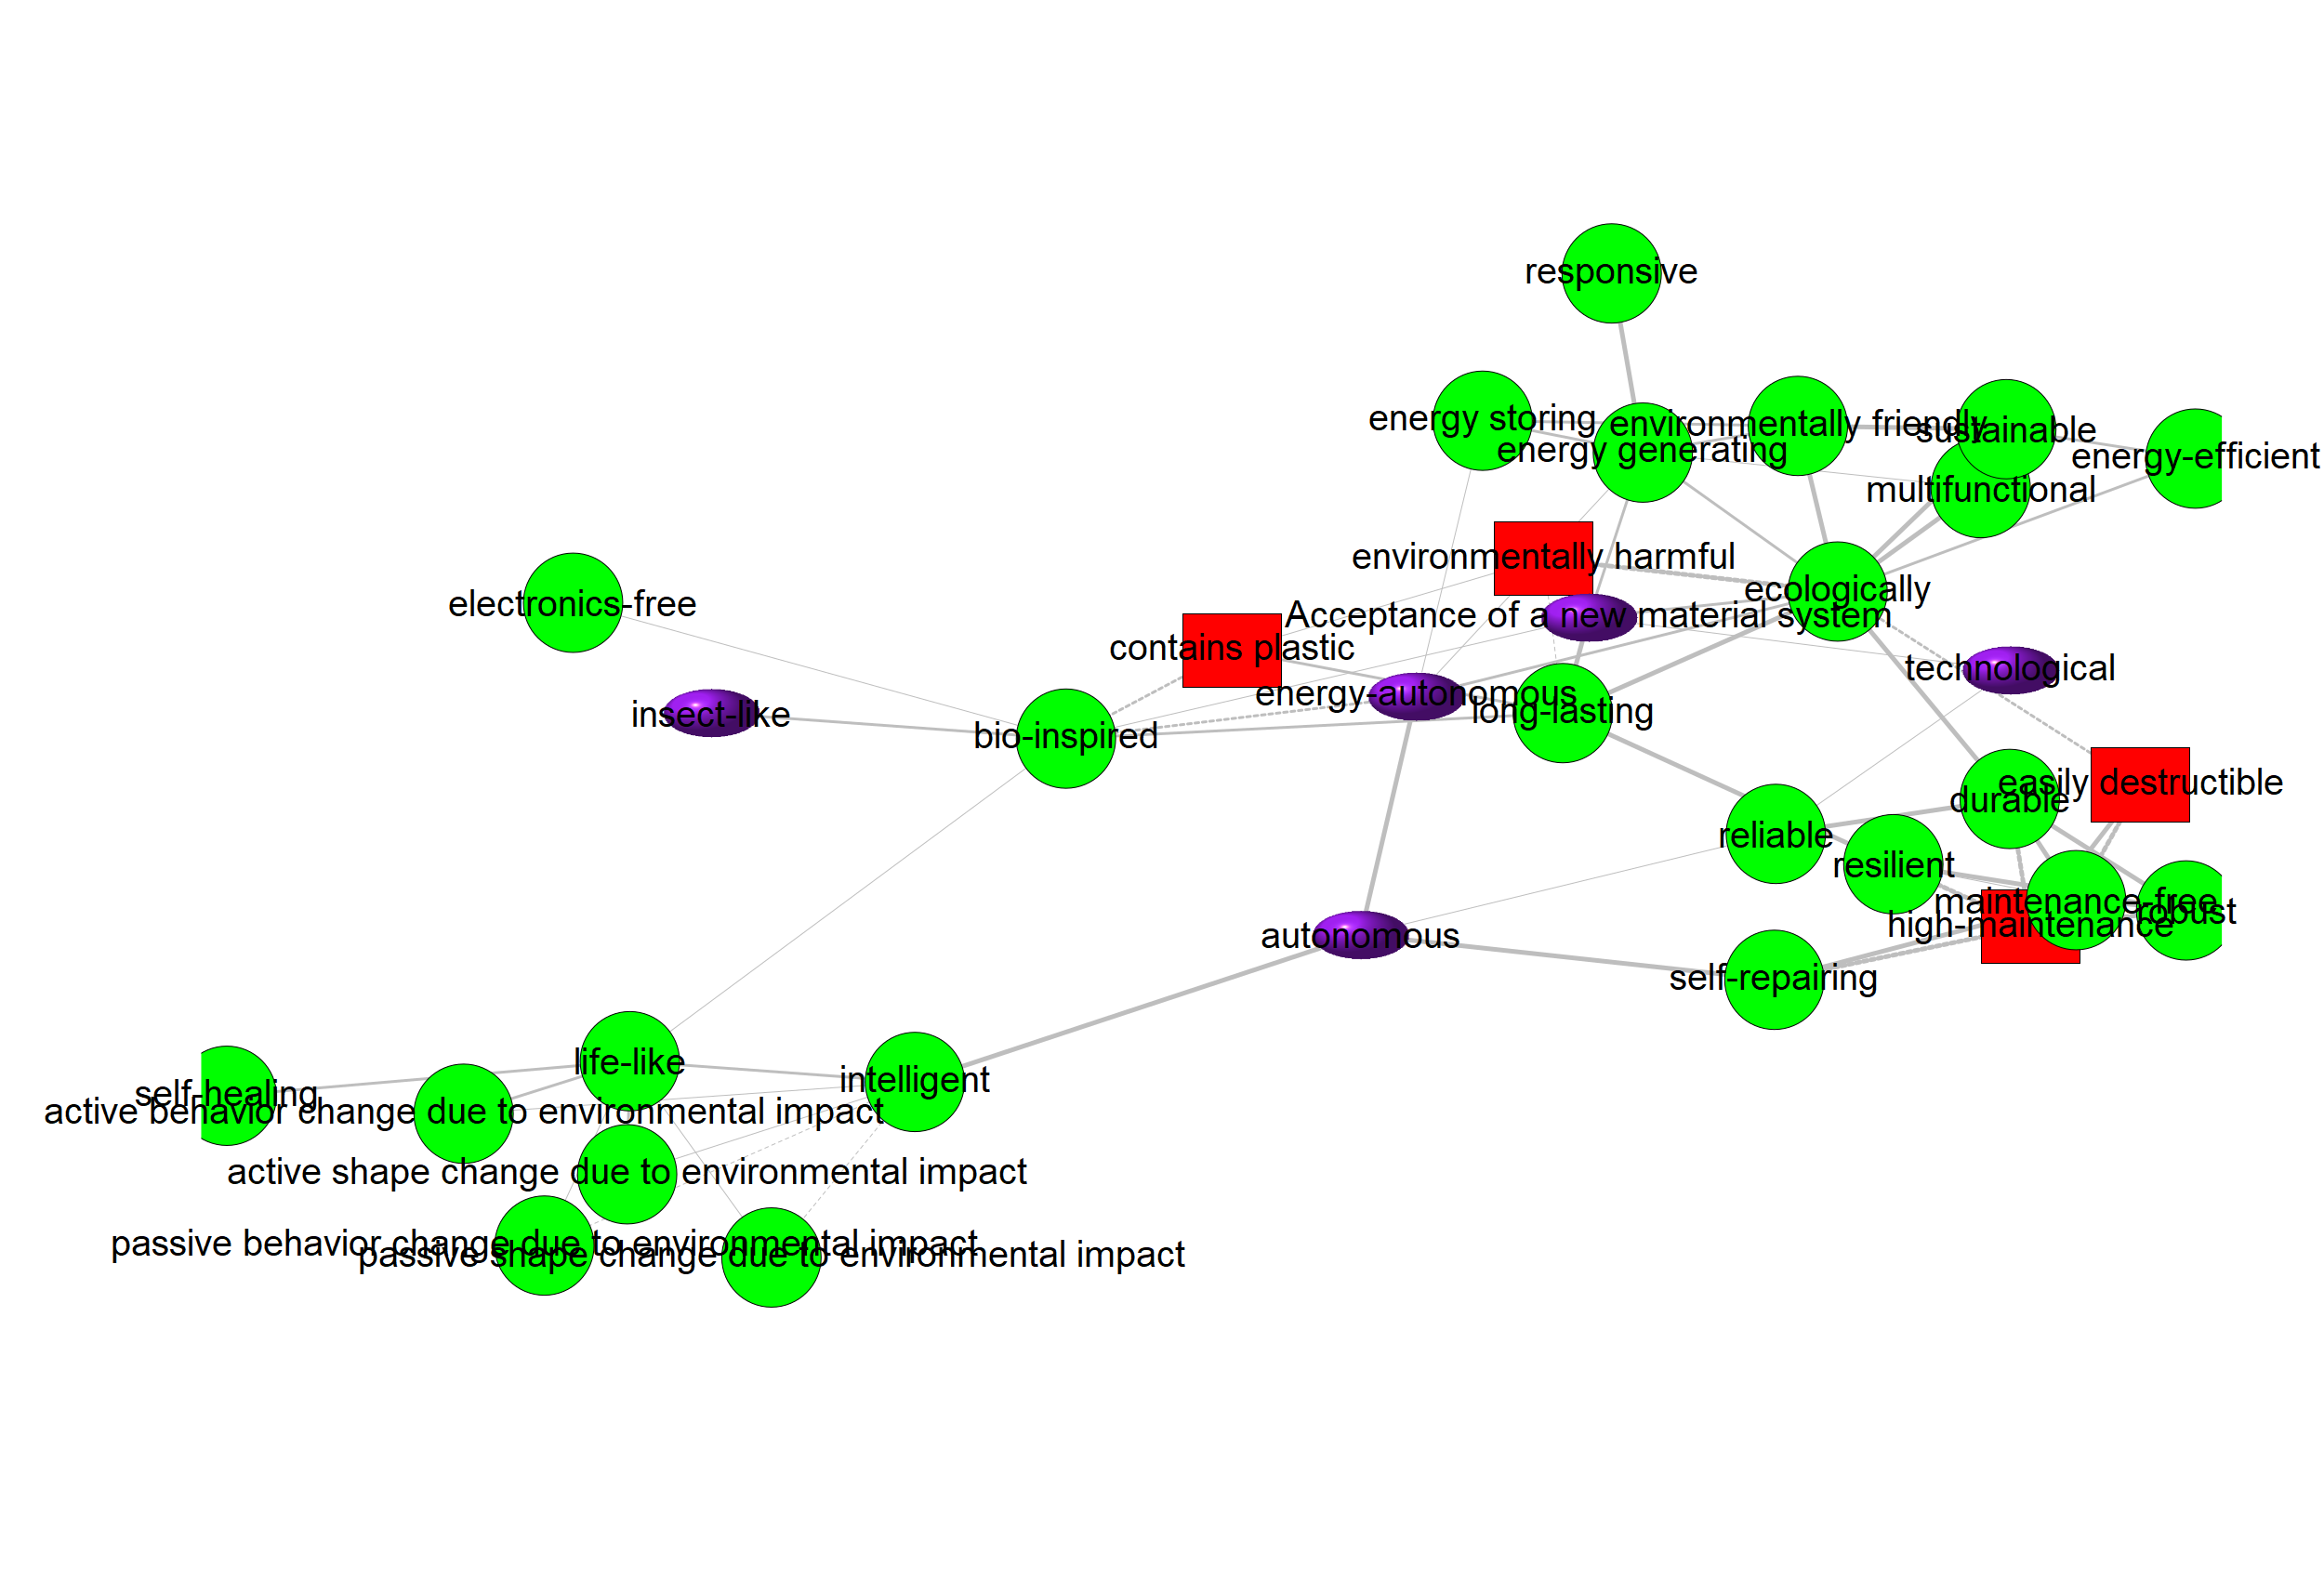 responsive
energy storing
environmentally friendly
sustainable
energy generating
energy-efficient
multifunctional
environmentally harmful
ecologically
electronics-free
Acceptance of a new material system
contains plastic
technological
energy-autonomous
insect-like
long-lasting
bio-inspired
easily destructible
durable
reliable
resilient
maintenance-free
robust
high-maintenance
autonomous
self-repairing
life-like
intelligent
self-healing
active behavior change due to environmental impact
active shape change due to environmental impact
passive behavior change due to environmental impact
passive shape change due to environmental impact